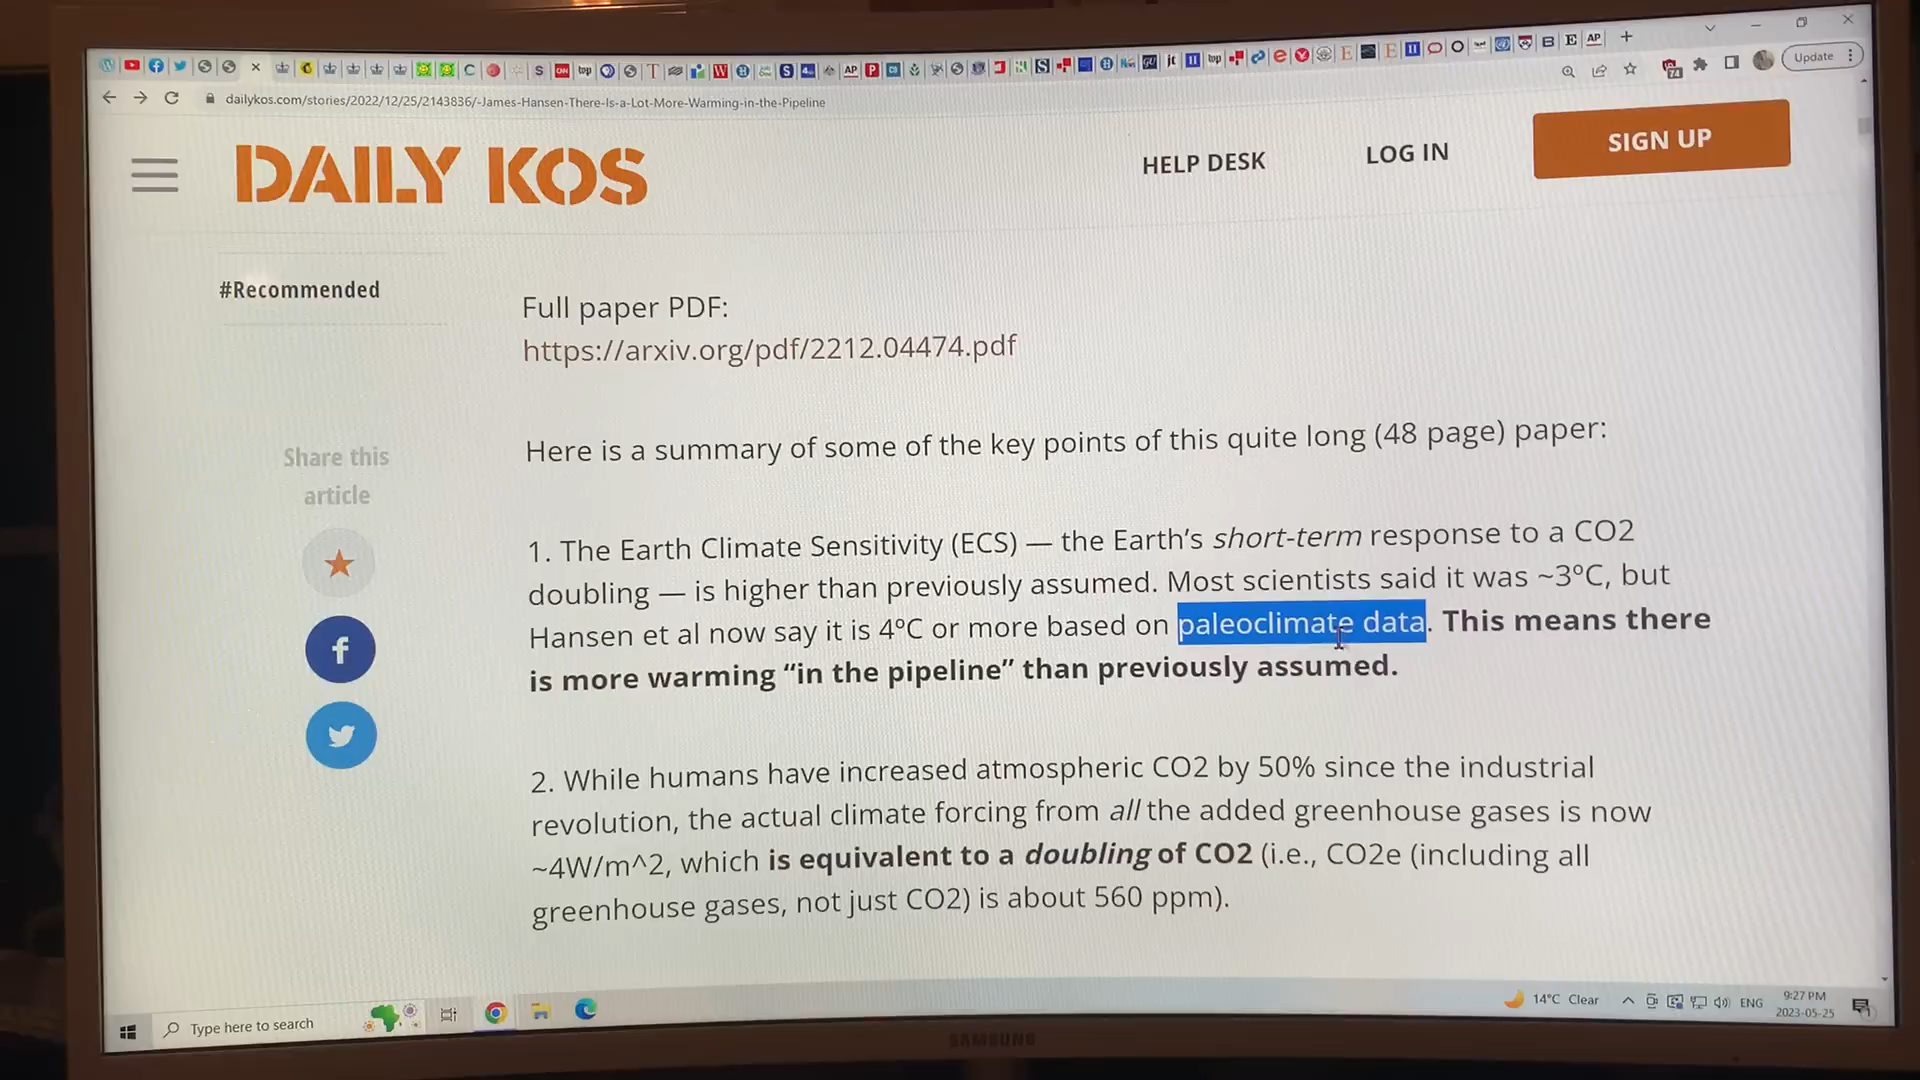 Update
dailykos.com/stories/2022/12/25/2143836/-James-Hansen-There-Is-a-Lot-More-Warming-in-the-Pipeline
DAILY KOS
HELP DESK
LOG IN
SIGN UP
#Recommended
Full paper PDF:
https://arxiv.org/pdf/2212.04474.pdf
Here is a summary of some of the key points of this quite long (48 page) paper:
Share this
article
1. The Earth Climate Sensitivity (ECS) — the Earth's short-term response to a CO2
doubling — is higher than previously assumed. Most scientists said it was ~3ºC, but
Hansen et al now say it is 4ºC or more based on paleoclimate data. This means there
is more warming “in the pipeline” than previously assumed.
2. While humans have increased atmospheric CO2 by 50% since the industrial
revolution, the actual climate forcing from all the added greenhouse gases is now
~4W/m^2, which is equivalent to a doubling of CO2 (i.e., CO2e (including all
greenhouse gases, not just CO2) is about 560 ppm).
Type here to search
14°C Clear
ENG
9:27 PM
2023-05-25
SAMSUNG